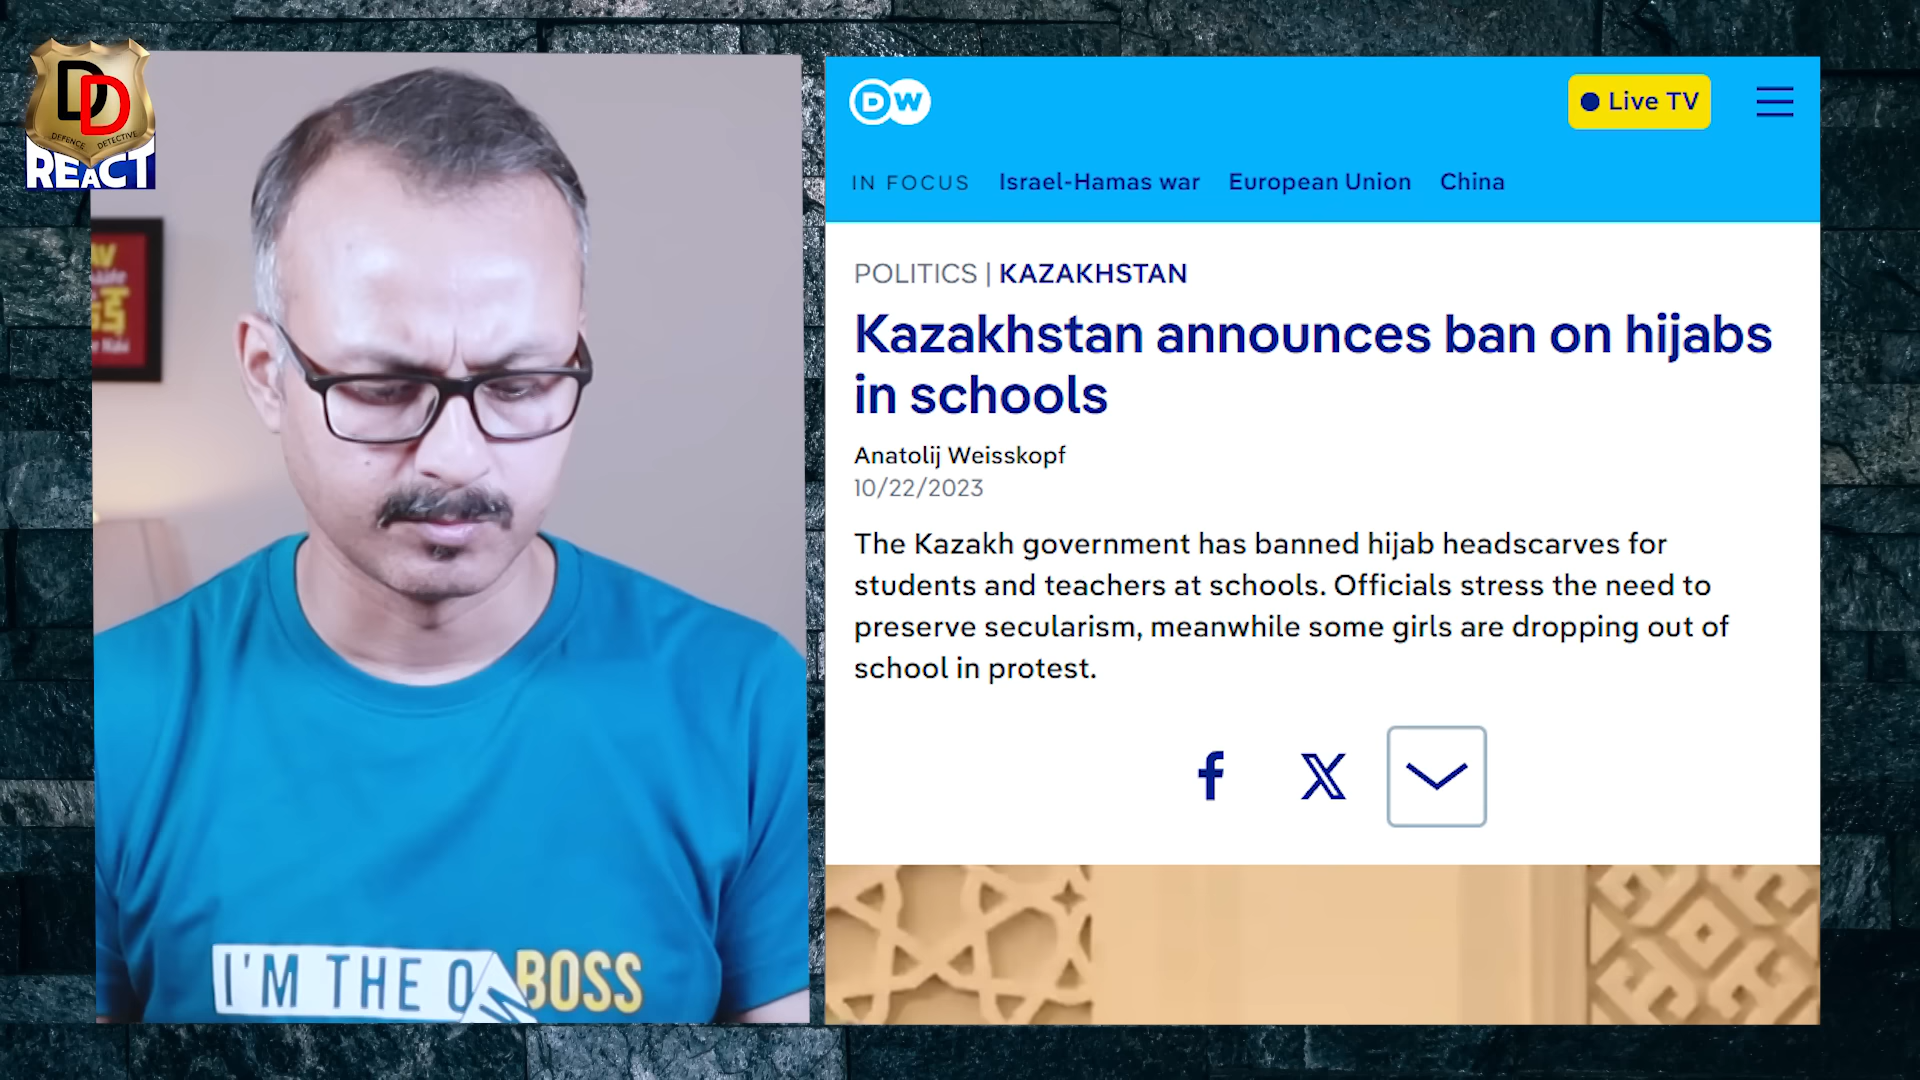 DD
DEFENCE DETECTIVE
REACT
I'M THE
BOSS
DW
Live TV
IN FOCUS Israel-Hamas war European Union China
POLITICS | KAZAKHSTAN
Kazakhstan announces ban on hijabs
in schools
Anatolij Weisskopf
10/22/2023
The Kazakh government has banned hijab headscarves for
students and teachers at schools. Officials stress the need to
preserve secularism, meanwhile some girls are dropping out of
school in protest.